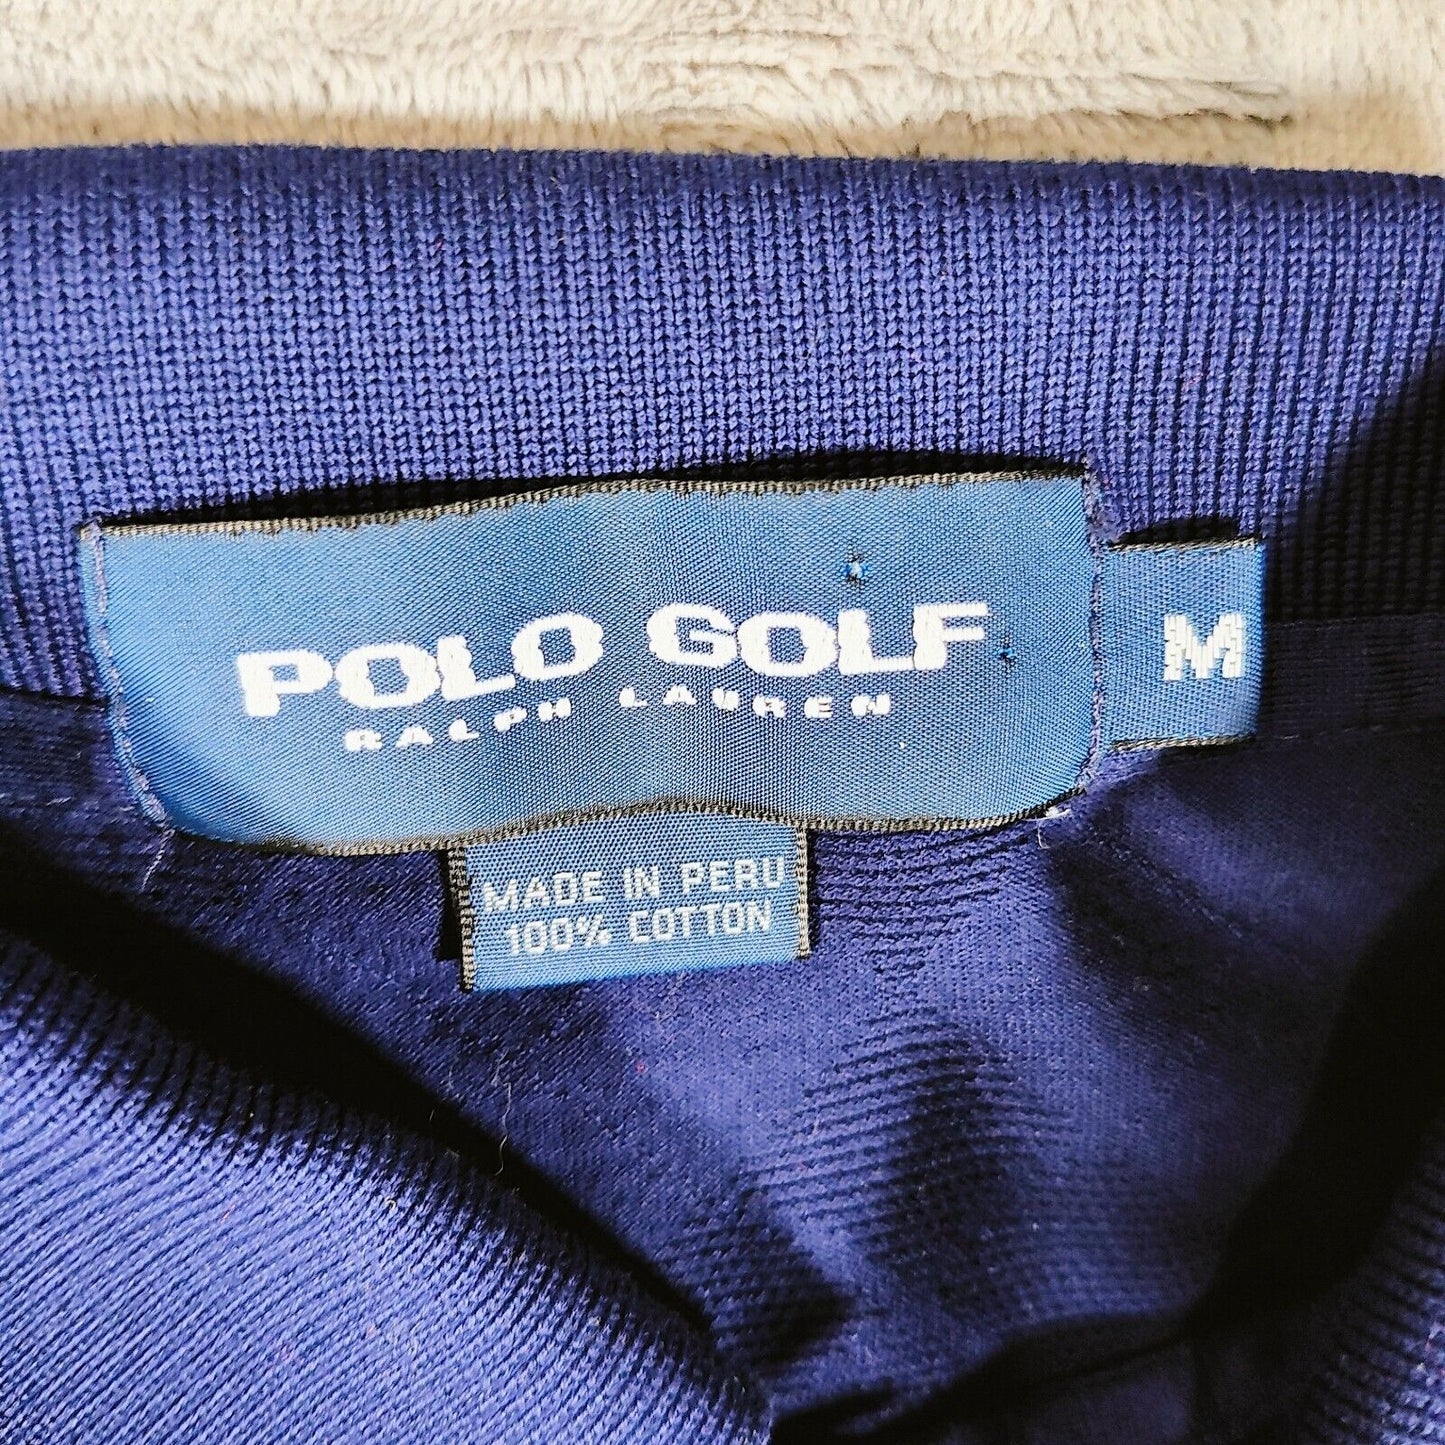 POLO GOLF
RALPH LAUREN
M
MADE IN PERU
100% COTTON